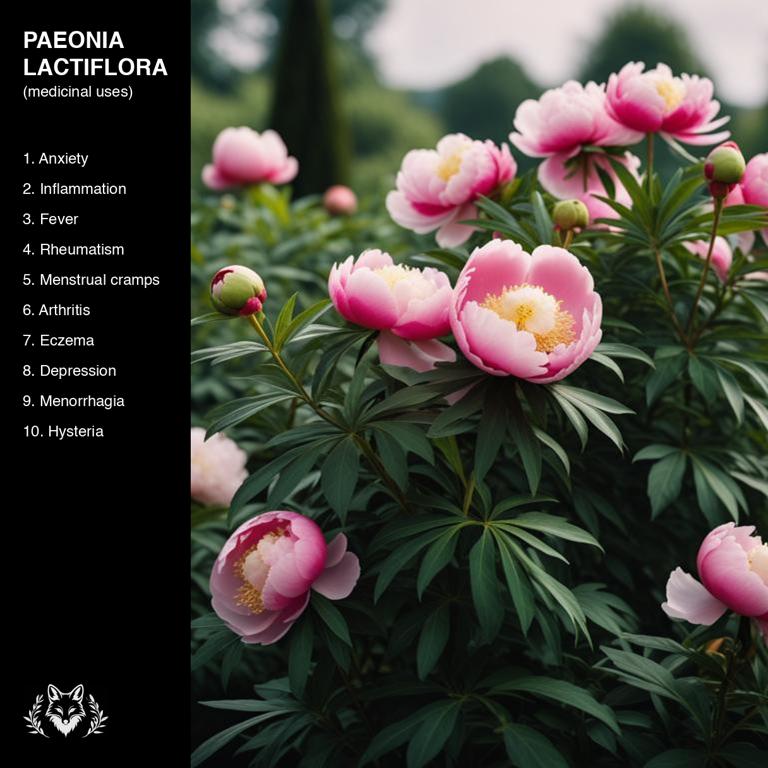 PAEONIA
LACTIFLORA
(medicinal uses)
1. Anxiety
2. Inflammation
3. Fever
4. Rheumatism
5. Menstrual cramps
6. Arthritis
7. Eczema
8. Depression
9. Menorrhagia
10. Hysteria